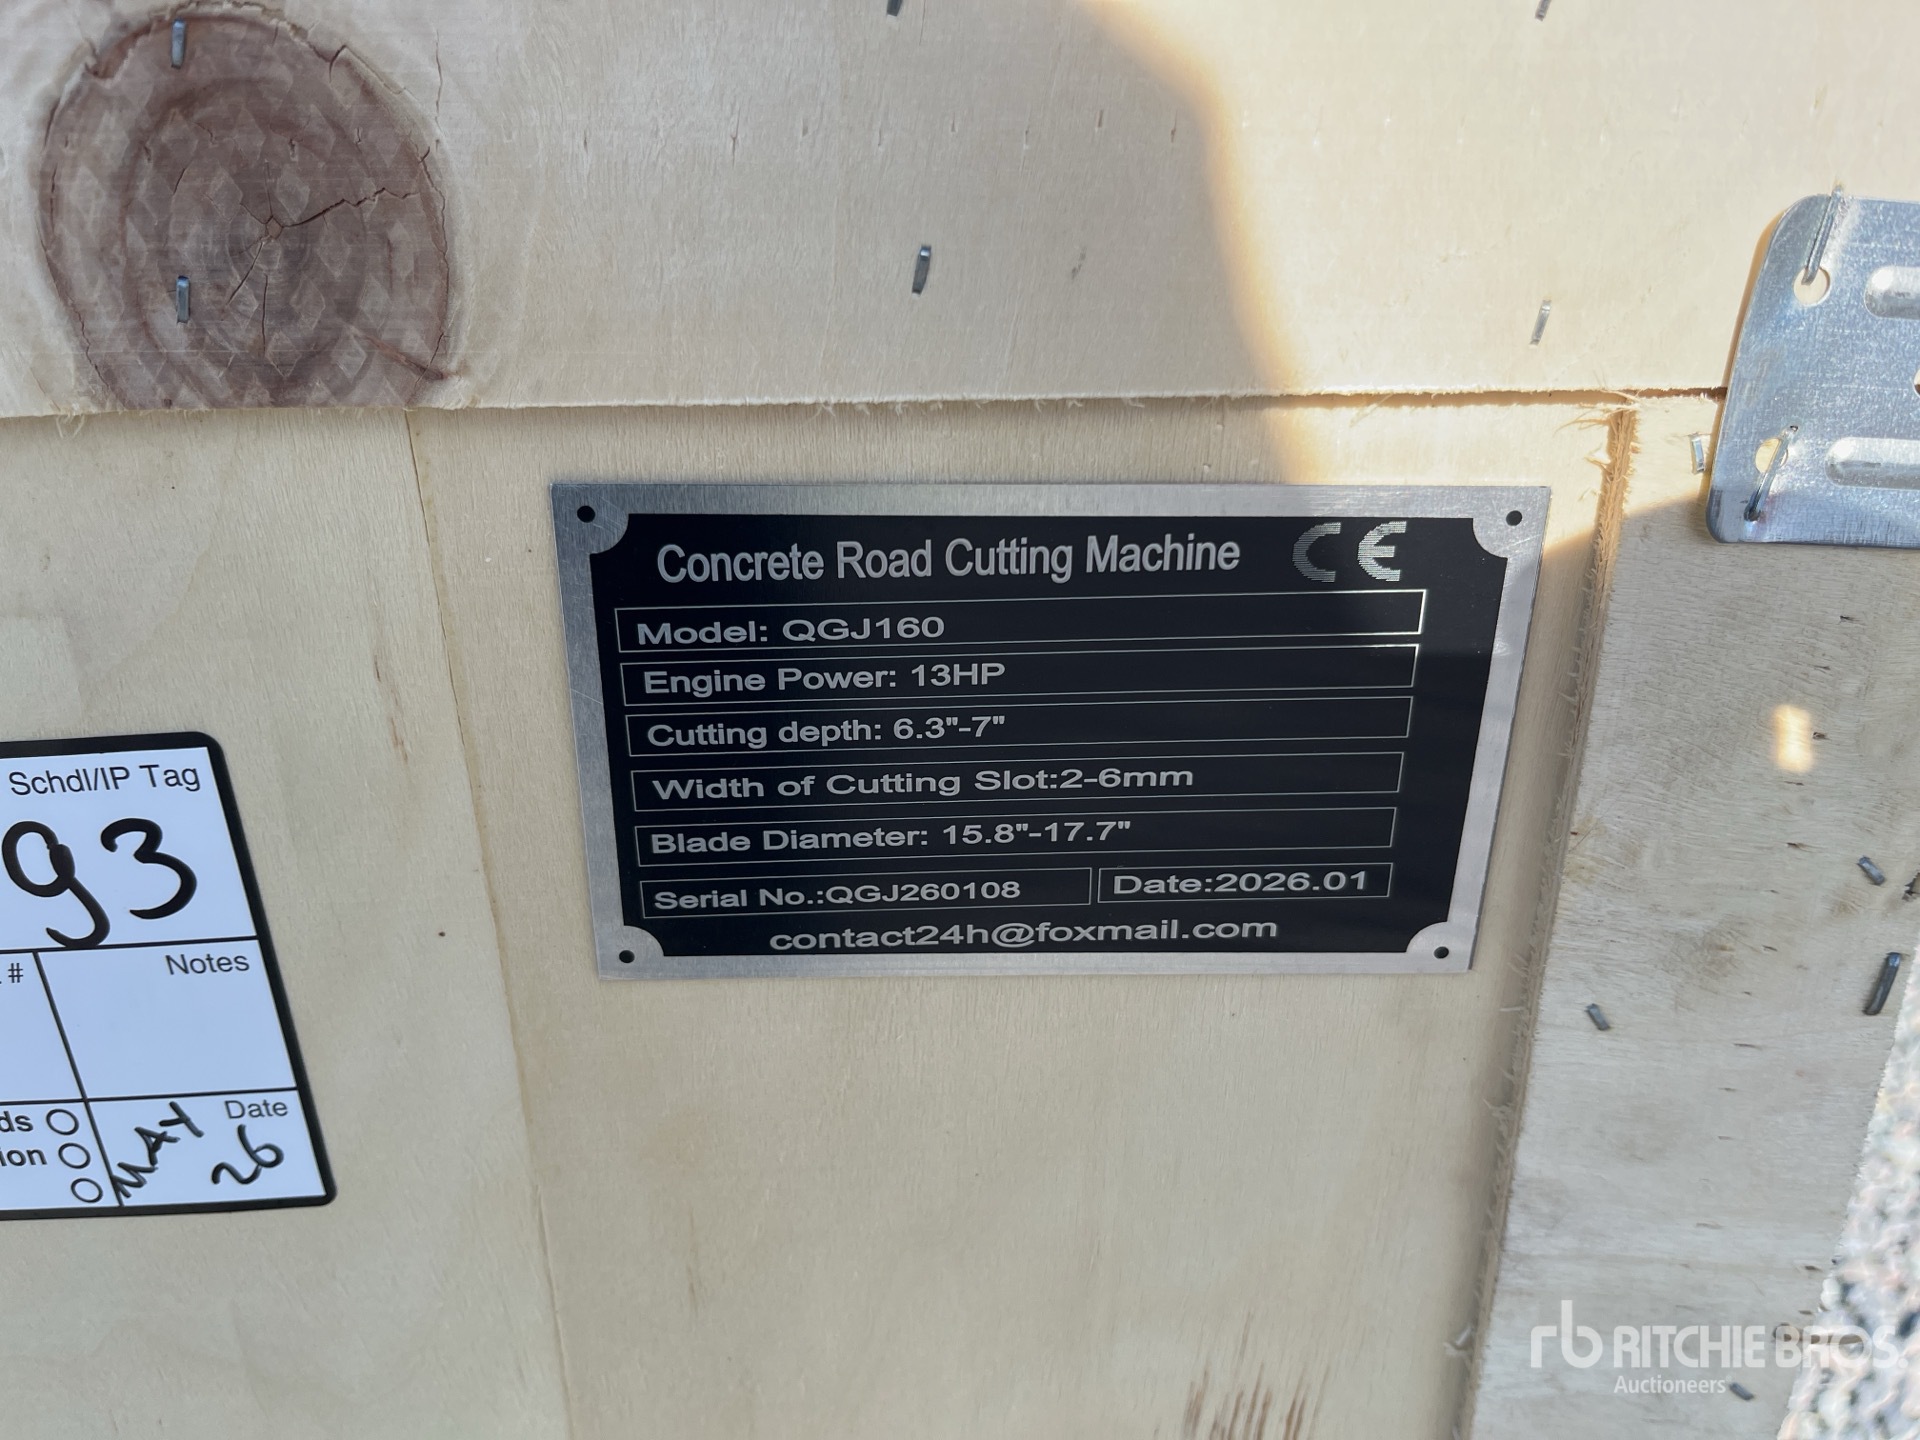 Concrete Road Cutting Machine CE
Model: QGJ160
Engine Power: 13HP
Cutting depth: 6.3"-7"
Width of Cutting Slot:2-6mm
Blade Diameter: 15.8"-17.7"
Serial No.:QGJ260108 Date:2026.01
contact24h@foxmail.com
Schdl/IP Tag
93
# Notes
Date
MAY
26
rb RITCHIE BROS.
Auctioneers